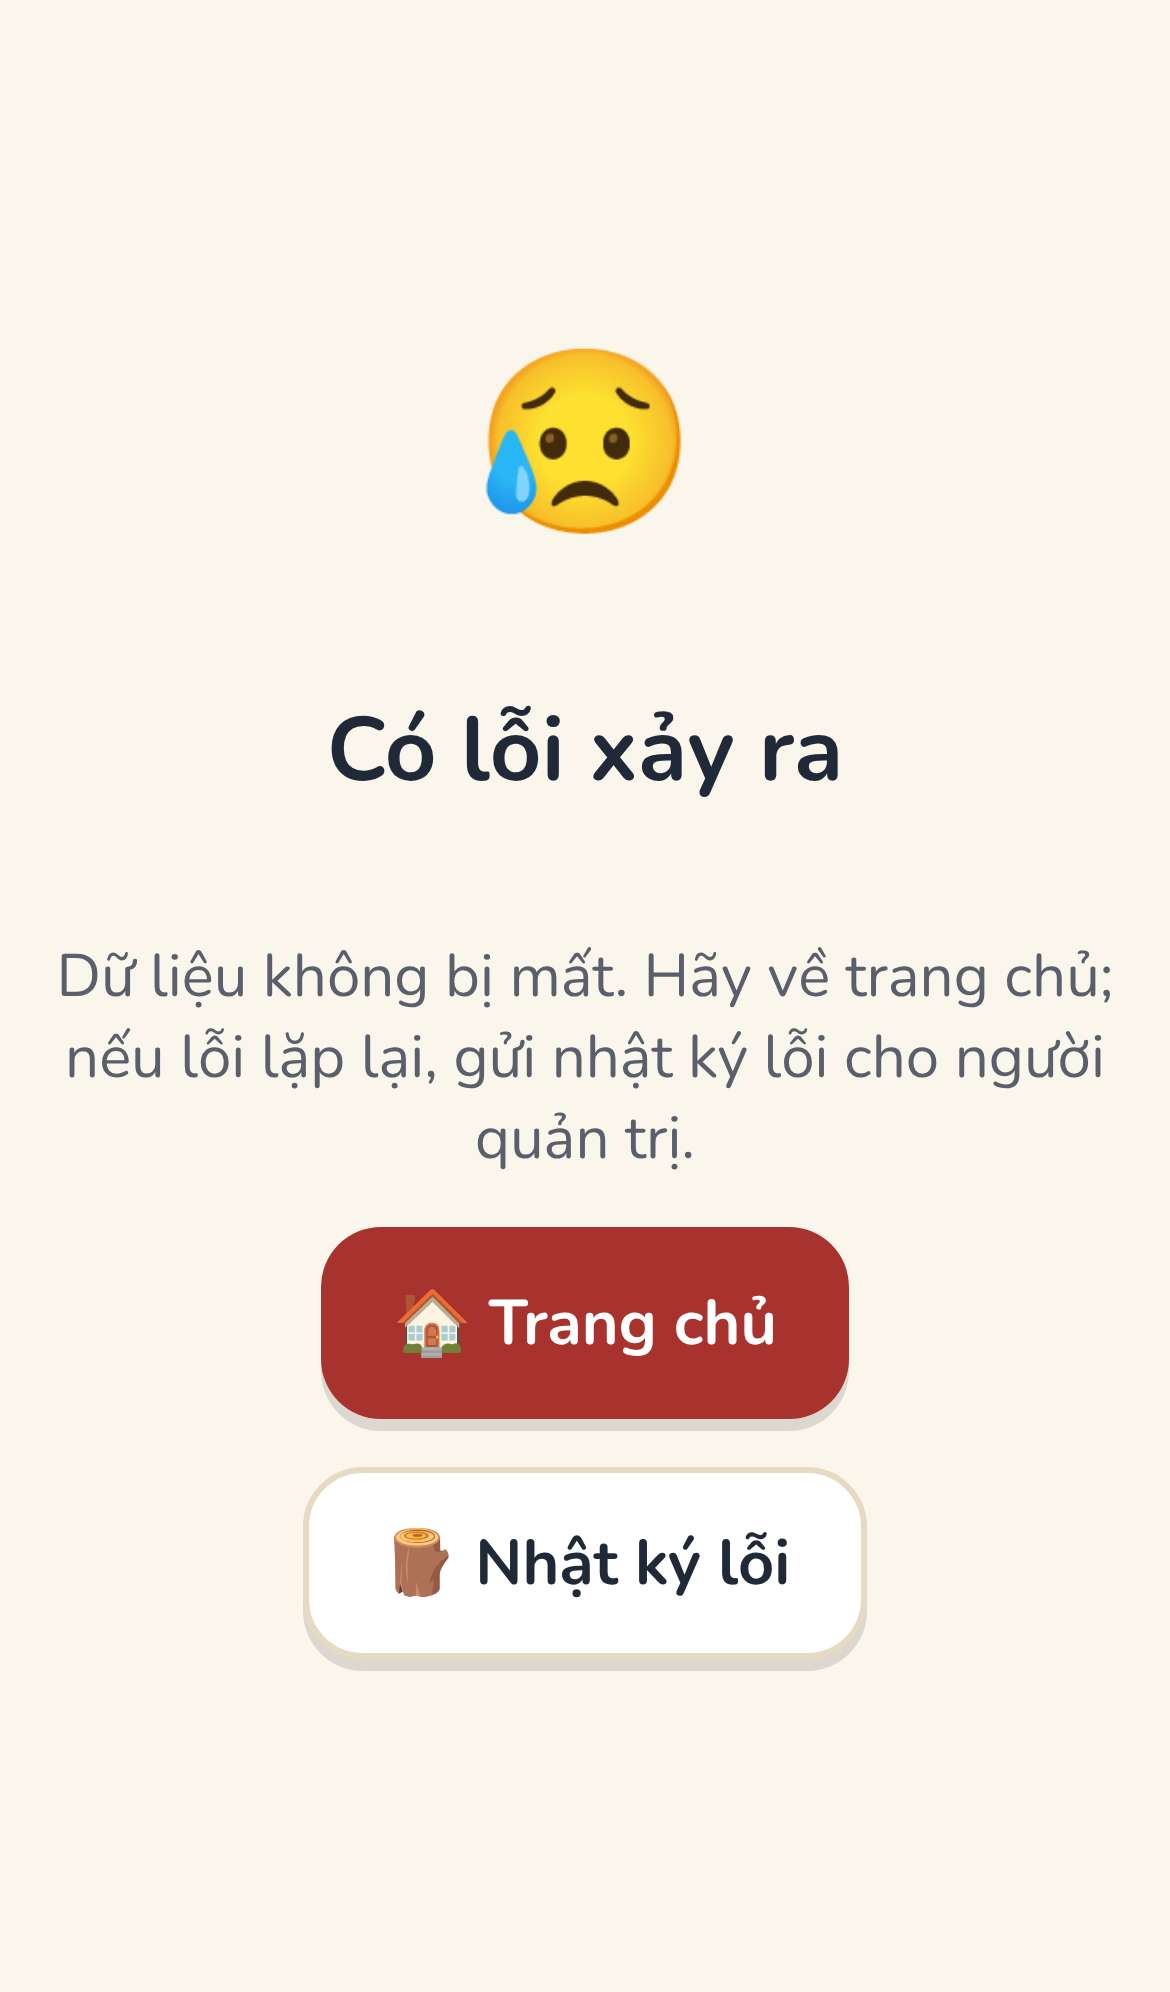 Có lỗi xảy ra
Dữ liệu không bị mất. Hãy về trang chủ;
nếu lỗi lặp lại, gửi nhật ký lỗi cho người
quản trị.
🏠 Trang chủ
🪵 Nhật ký lỗi